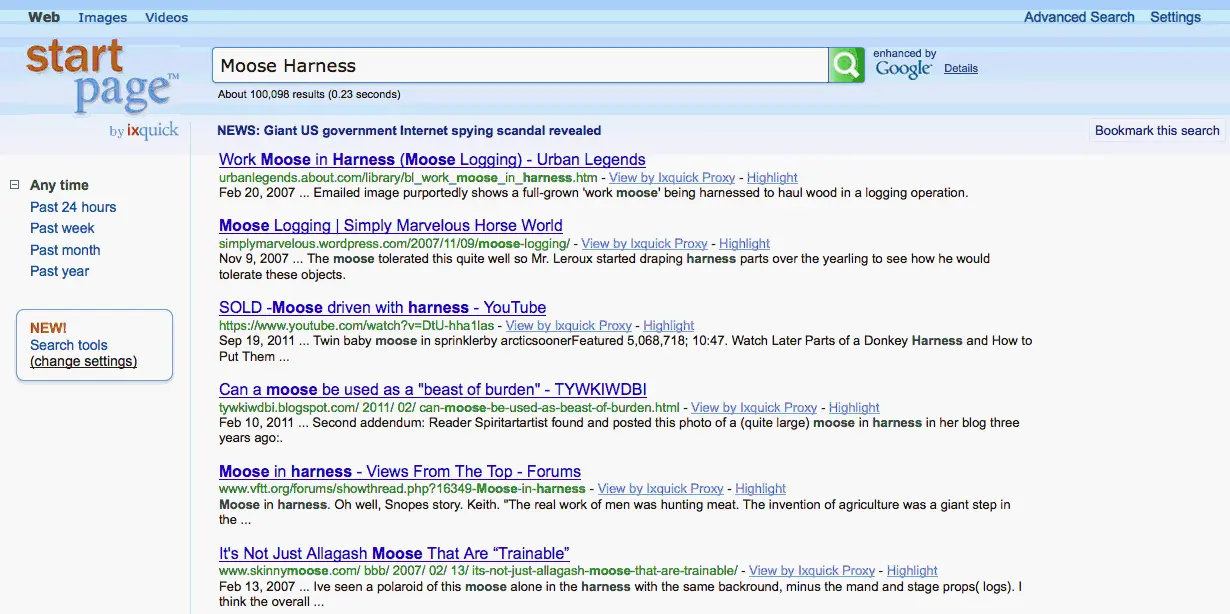 Web Images Videos
Advanced Search Settings
start
page™
by ixquick
Moose Harness
enhanced by
Google Details
About 100,098 results (0.23 seconds)
NEWS: Giant US government Internet spying scandal revealed
Bookmark this search
Any time
Past 24 hours
Past week
Past month
Past year
NEW!
Search tools
(change settings)
Work Moose in Harness (Moose Logging) - Urban Legends
urbanlegends.about.com/library/bl_work_moose_in_harness.htm - View by Ixquick Proxy - Highlight
Feb 20, 2007 ... Emailed image purportedly shows a full-grown 'work moose' being harnessed to haul wood in a logging operation.
Moose Logging | Simply Marvelous Horse World
simplymarvelous.wordpress.com/2007/11/09/moose-logging/ - View by Ixquick Proxy - Highlight
Nov 9, 2007 ... The moose tolerated this quite well so Mr. Leroux started draping harness parts over the yearling to see how he would
tolerate these objects.
SOLD -Moose driven with harness - YouTube
https://www.youtube.com/watch?v=DtU-hha1las - View by Ixquick Proxy - Highlight
Sep 19, 2011 ... Twin baby moose in sprinklerby arcticsoonerFeatured 5,068,718; 10:47. Watch Later Parts of a Donkey Harness and How to
Put Them ...
Can a moose be used as a "beast of burden" - TYWKIWDBI
tywkiwdbi.blogspot.com/ 2011/ 02/ can-moose-be-used-as-beast-of-burden.html - View by Ixquick Proxy - Highlight
Feb 10, 2011 ... Second addendum: Reader Spiritartartist found and posted this photo of a (quite large) moose in harness in her blog three
years ago:.
Moose in harness - Views From The Top - Forums
www.vftt.org/forums/showthread.php?16349-Moose-in-harness - View by Ixquick Proxy - Highlight
Moose in harness. Oh well, Snopes story. Keith. "The real work of men was hunting meat. The invention of agriculture was a giant step in
the ...
It's Not Just Allagash Moose That Are “Trainable”
www.skinnymoose.com/ bbb/ 2007/ 02/ 13/ its-not-just-allagash-moose-that-are-trainable/ - View by Ixquick Proxy - Highlight
Feb 13, 2007 ... Ive seen a polaroid of this moose alone in the harness with the same backround, minus the mand and stage props( logs). I
think the overall ...